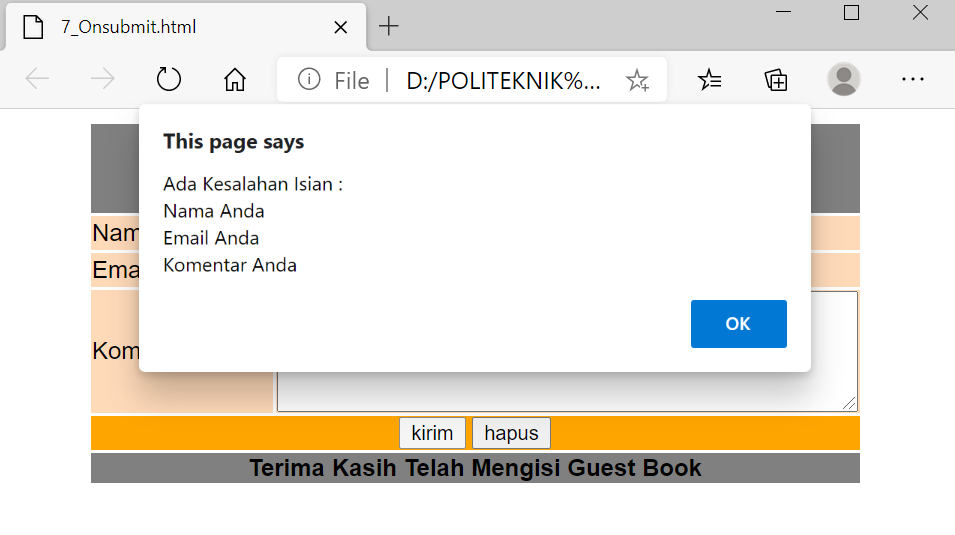 7_Onsubmit.html
File | D:/POLITEKNIK%...
This page says
Ada Kesalahan Isian :
Nama Anda
Email Anda
Komentar Anda
OK
Nam
Ema
Kom
kirim hapus
Terima Kasih Telah Mengisi Guest Book